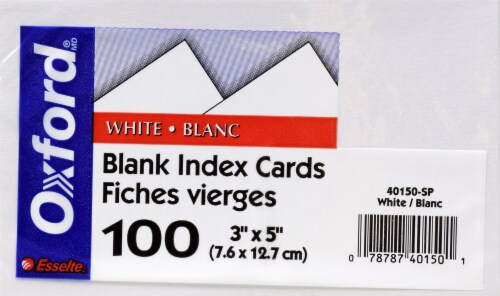 Oxford®
MD
WHITE • BLANC
Blank Index Cards
Fiches vierges
100
3" x 5"
(7.6 x 12.7 cm)
Esselte
40150-SP
White / Blanc
0 78787 40150 1